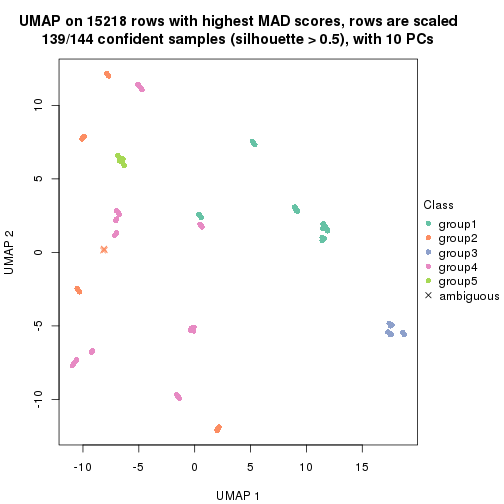 UMAP on 15218 rows with highest MAD scores, rows are scaled
139/144 confident samples (silhouette > 0.5), with 10 PCs
10
5
0
-5
-10
UMAP 2
-10
-5
0
5
10
15
UMAP 1
Class
group1
group2
group3
group4
group5
ambiguous